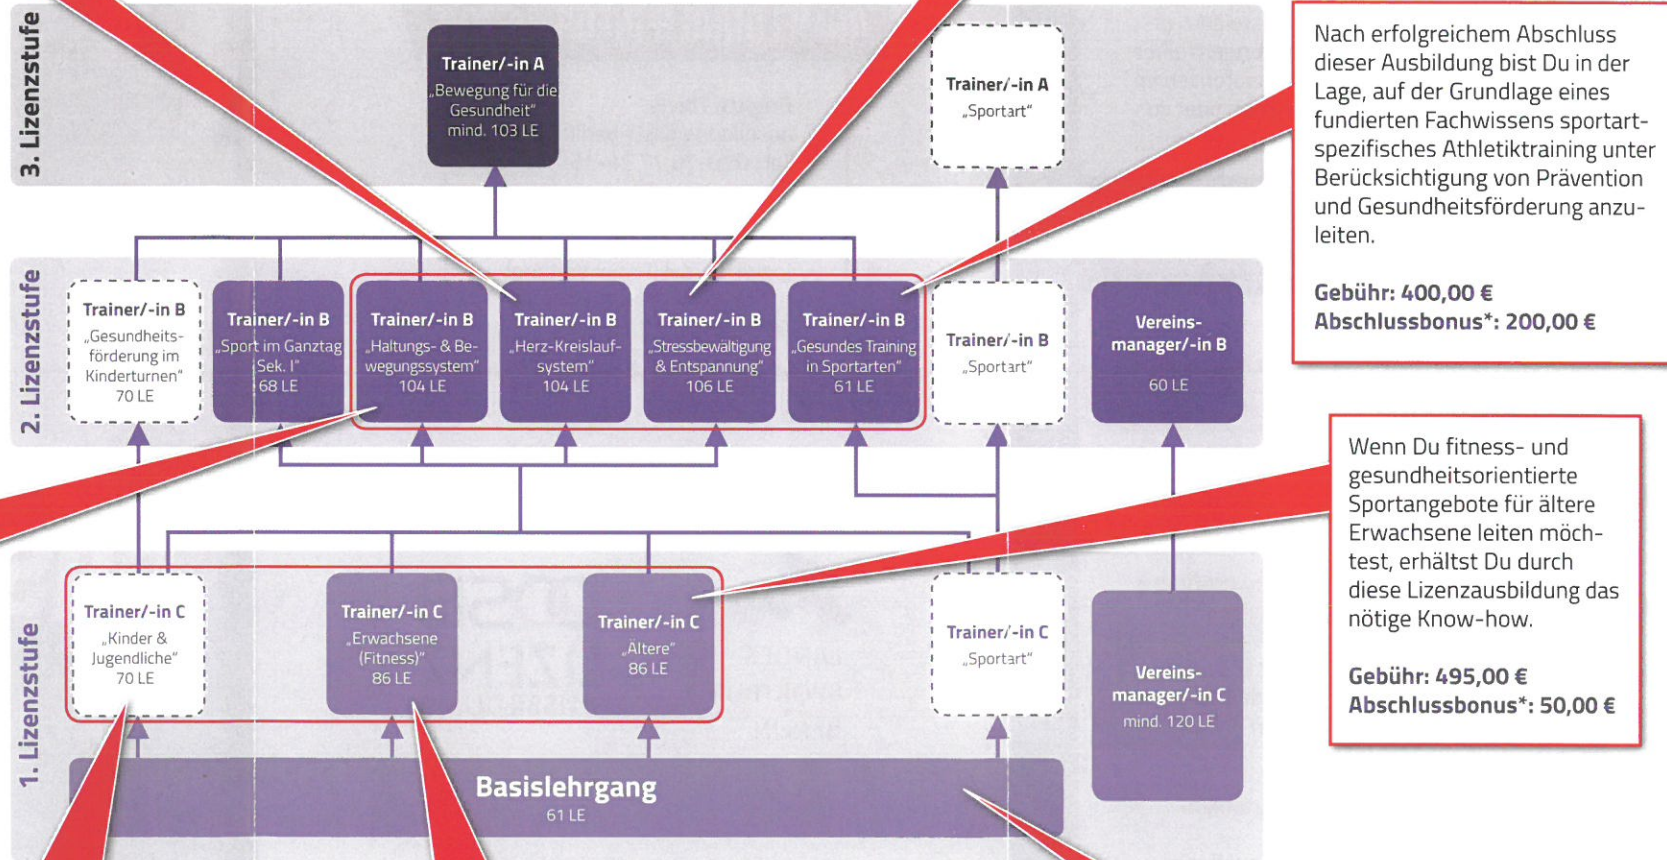 3. Lizenzstufe
Trainer/-in A
„Bewegung für die
Gesundheit“
mind. 103 LE
Trainer/-in A
„Sportart“
Nach erfolgreichem Abschluss
dieser Ausbildung bist Du in der
Lage, auf der Grundlage eines
fundierten Fachwissens sportart-
spezifisches Athletiktraining unter
Berücksichtigung von Prävention
und Gesundheitsförderung anzu-
leiten.
Gebühr: 400,00 €
Abschlussbonus*: 200,00 €
2. Lizenzstufe
Trainer/-in B
„Gesundheits-
förderung im
Kinderturnen“
70 LE
Trainer/-in B
„Sport im Ganztag
Sek. I“
68 LE
Trainer/-in B
„Haltungs- & Be-
wegungssystem“
104 LE
Trainer/-in B
„Herz-Kreislauf-
system“
104 LE
Trainer/-in B
„Stressbewältigung
& Entspannung“
106 LE
Trainer/-in B
„Gesundes Training
in Sportarten“
61 LE
Trainer/-in B
„Sportart“
Vereins-
manager/-in B
60 LE
Wenn Du fitness- und
gesundheitsorientierte
Sportangebote für ältere
Erwachsene leiten möch-
test, erhältst Du durch
diese Lizenzausbildung das
nötige Know-how.
Gebühr: 495,00 €
Abschlussbonus*: 50,00 €
1. Lizenzstufe
Trainer/-in C
„Kinder &
Jugendliche“
70 LE
Trainer/-in C
„Erwachsene
(Fitness)“
86 LE
Trainer/-in C
„Ältere“
86 LE
Trainer/-in C
„Sportart“
Vereins-
manager/-in C
mind. 120 LE
Basislehrgang
61 LE